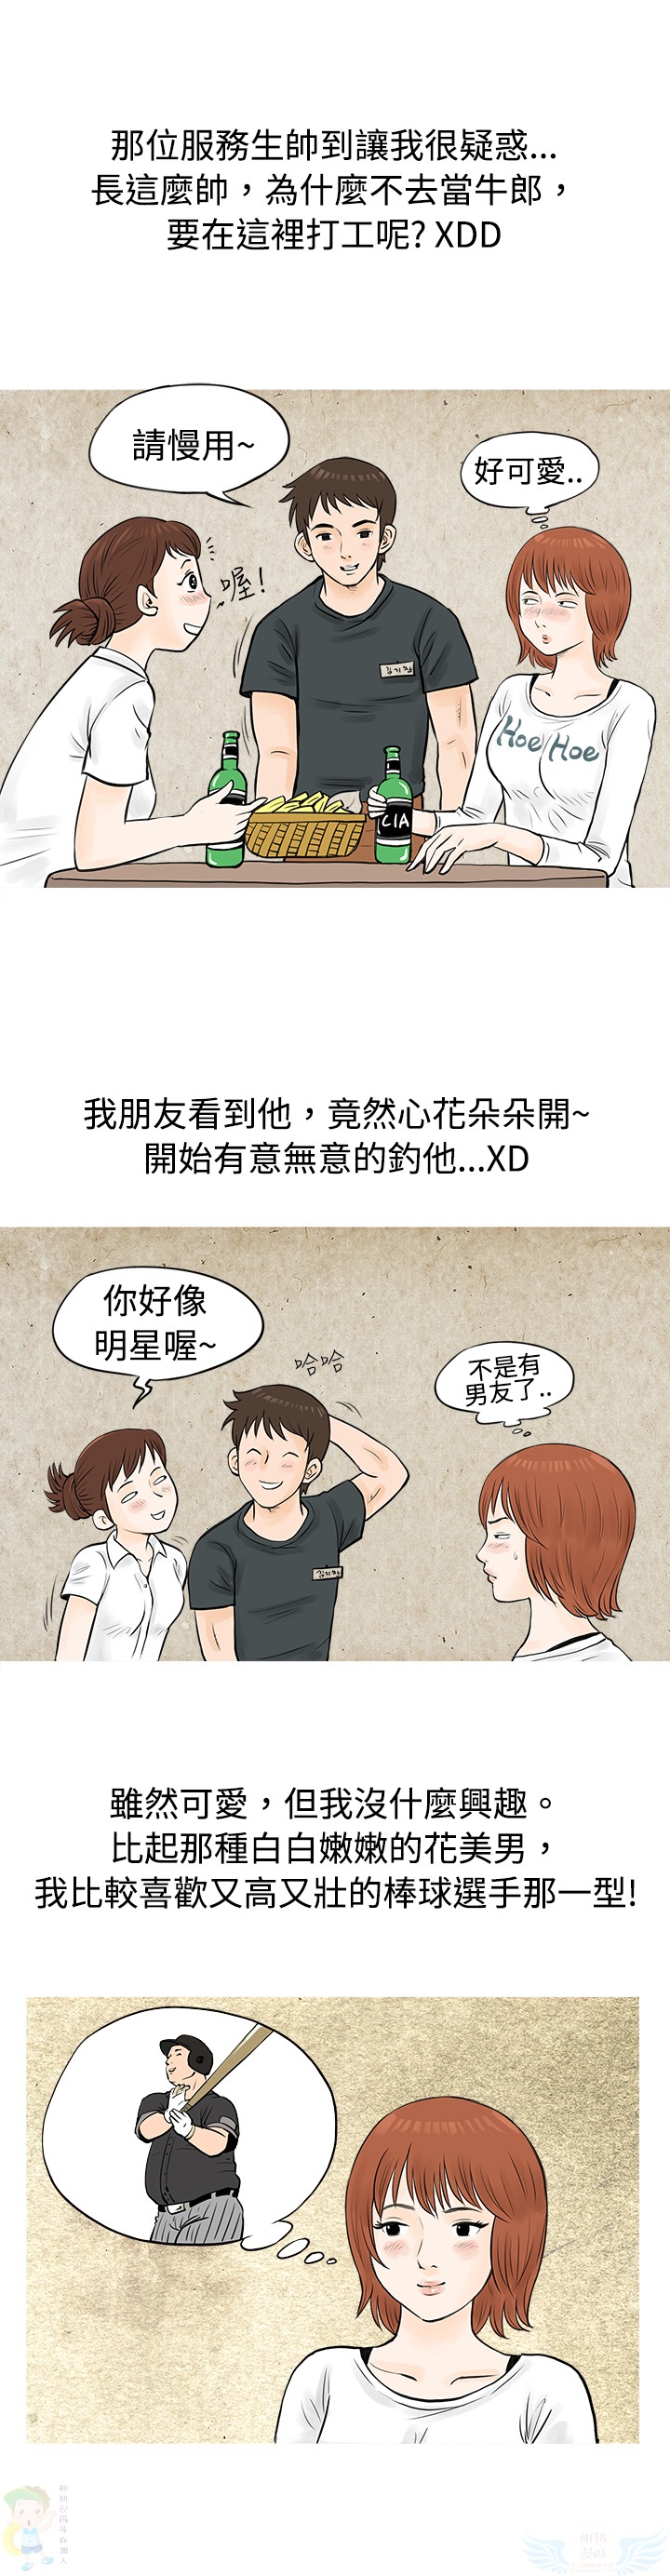 那位服務生帥到讓我很疑惑...
長這麼帥，為什麼不去當牛郎，
要在這裡打工呢? XDD
請慢用~
好可愛..
喔!
김기찬
Hoe Hoe
CIA
我朋友看到他，竟然心花朵朵開~
開始有意無意的釣他...XD
你好像
明星喔~
哈哈
不是有
男友了..
雖然可愛，但我沒什麼興趣。
比起那種白白嫩嫩的花美男，
我比較喜歡又高又壯的棒球選手那一型!